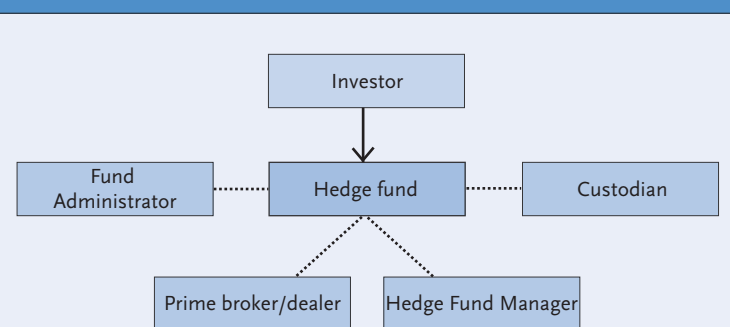 Investor
Fund
Administrator
Hedge fund
Custodian
Prime broker/dealer
Hedge Fund Manager